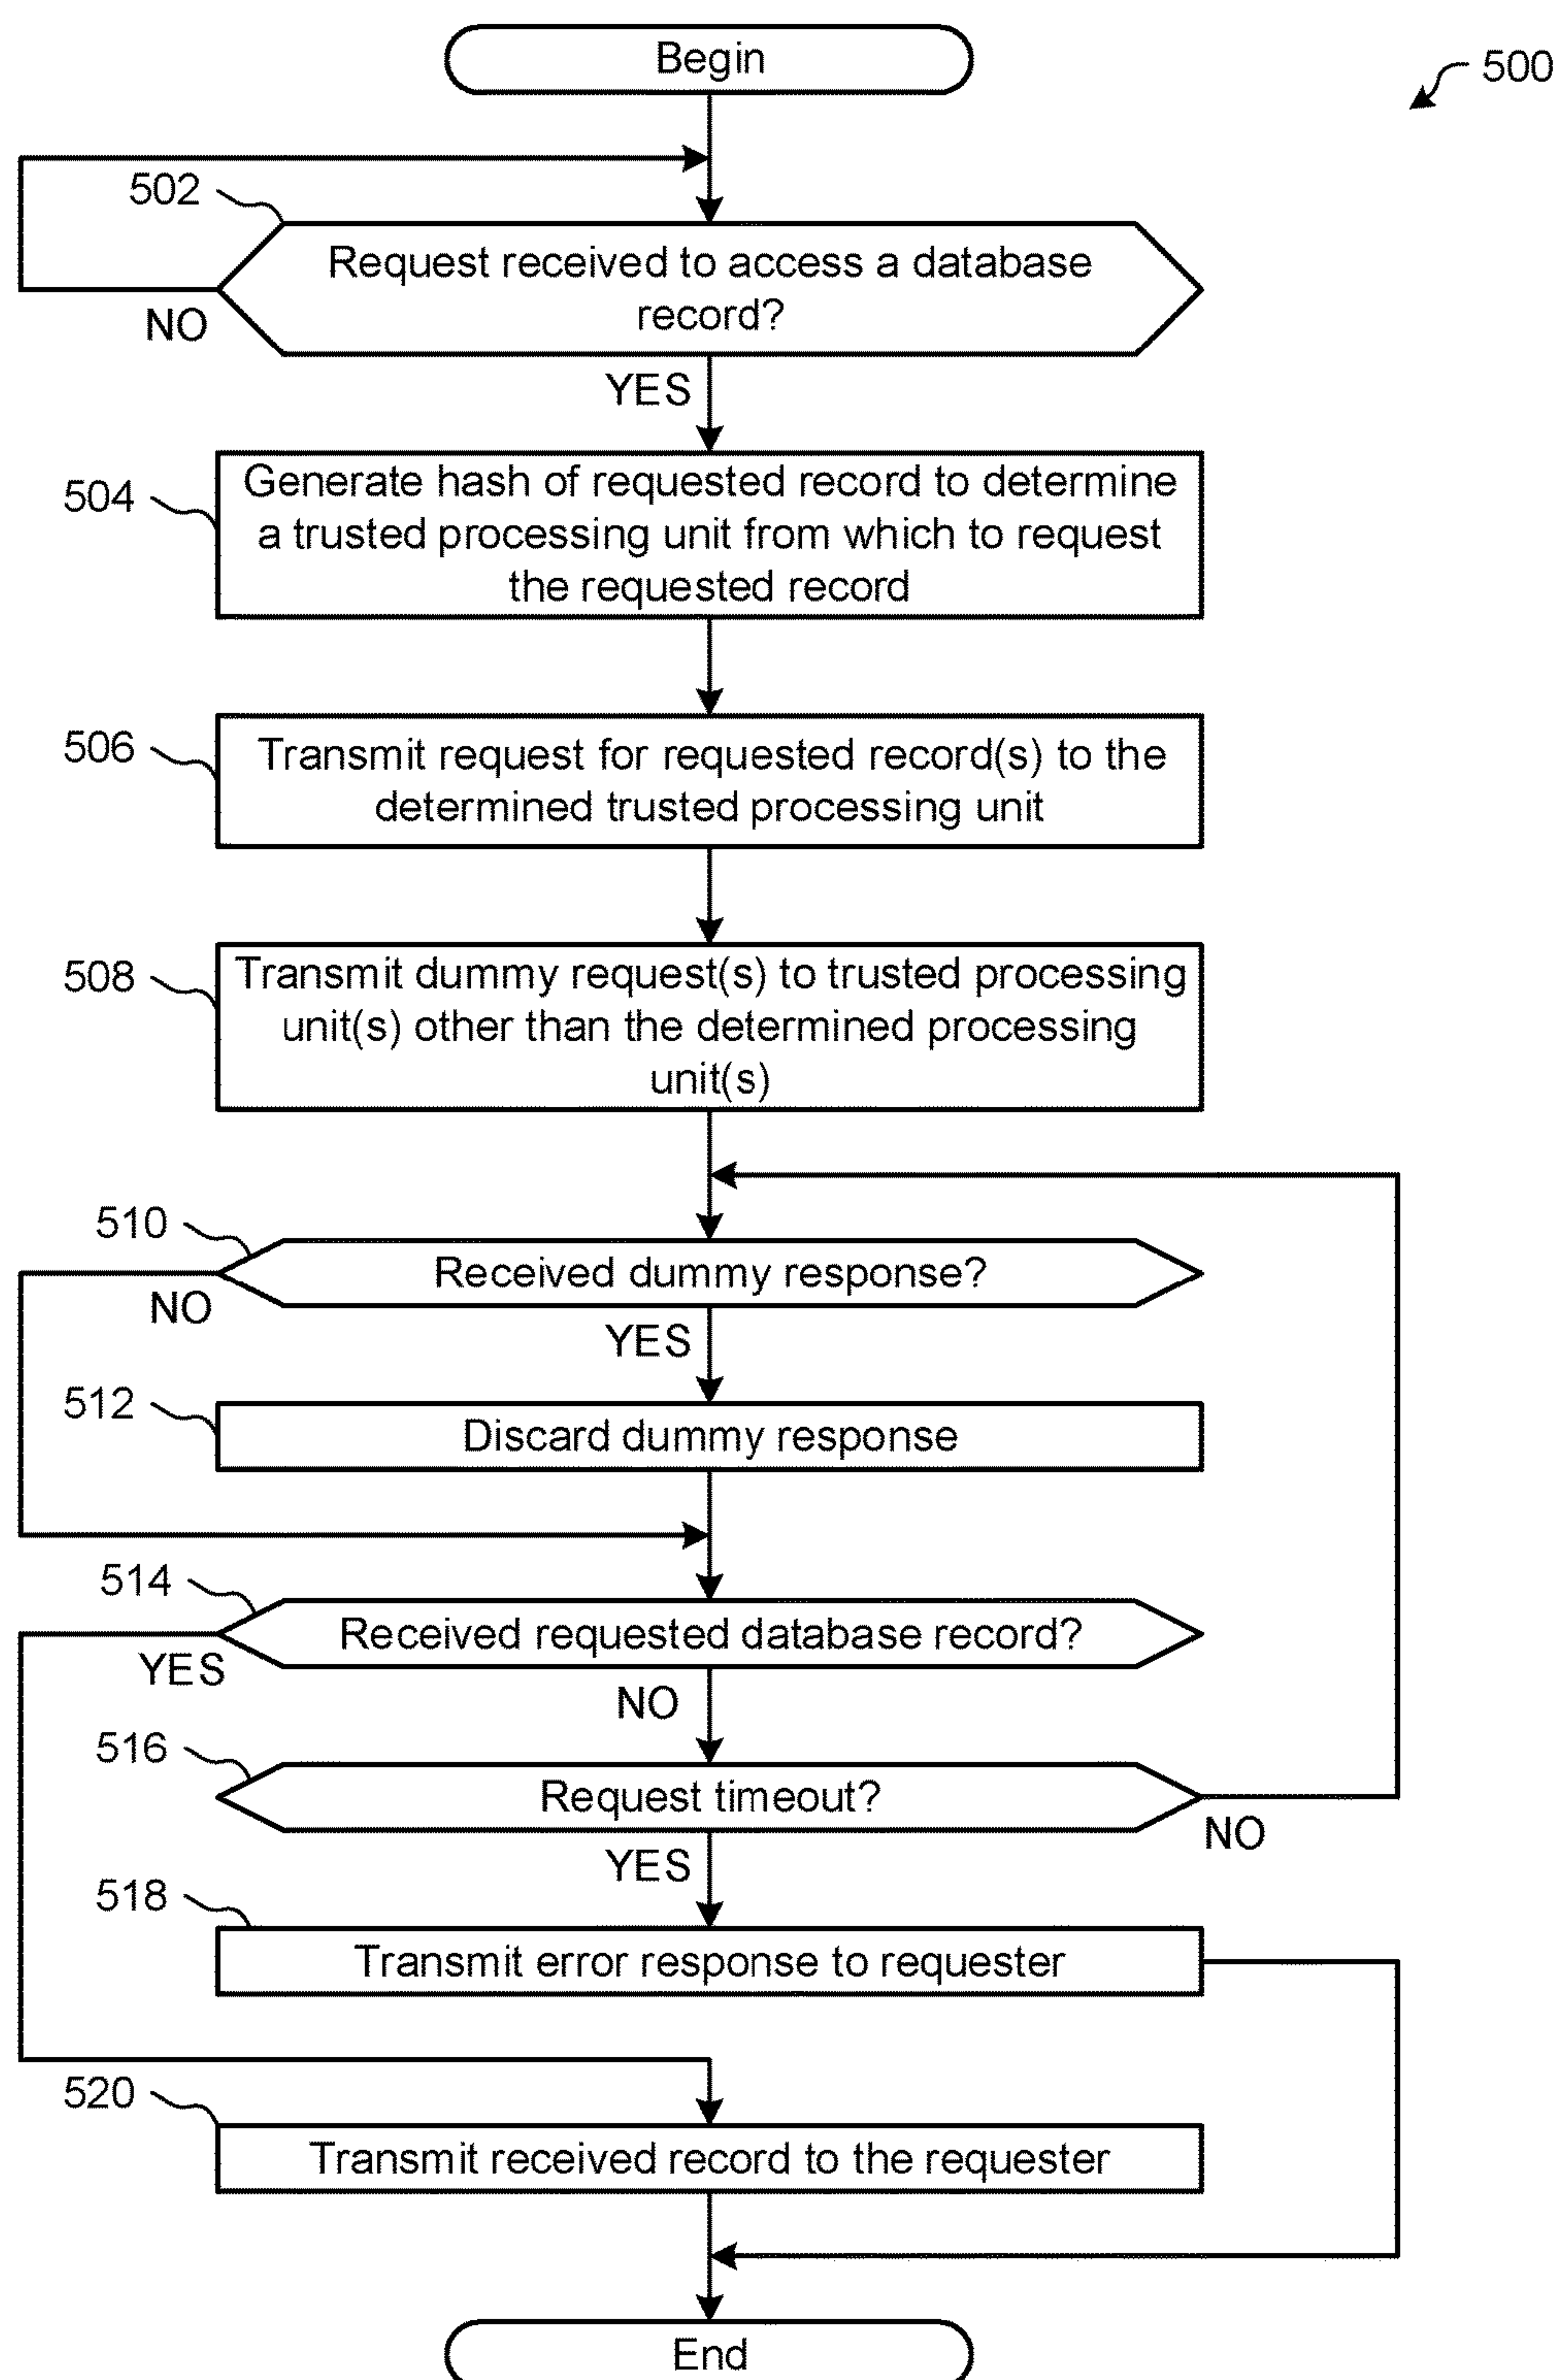 Begin
500
502
Request received to access a database
record?
NO
YES
504
Generate hash of requested record to determine
a trusted processing unit from which to request
the requested record
506
Transmit request for requested record(s) to the
determined trusted processing unit
508
Transmit dummy request(s) to trusted processing
unit(s) other than the determined processing
unit(s)
510
Received dummy response?
NO
YES
512
Discard dummy response
514
Received requested database record?
YES
NO
516
Request timeout?
NO
YES
518
Transmit error response to requester
520
Transmit received record to the requester
End